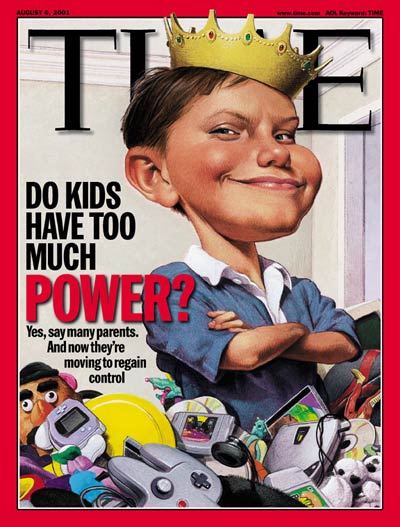 AUGUST 6, 2001
www.time.com AOL Keyword: TIME
TIME
DO KIDS
HAVE TOO
MUCH
POWER?
Yes, say many parents.
And now they're
moving to regain
control